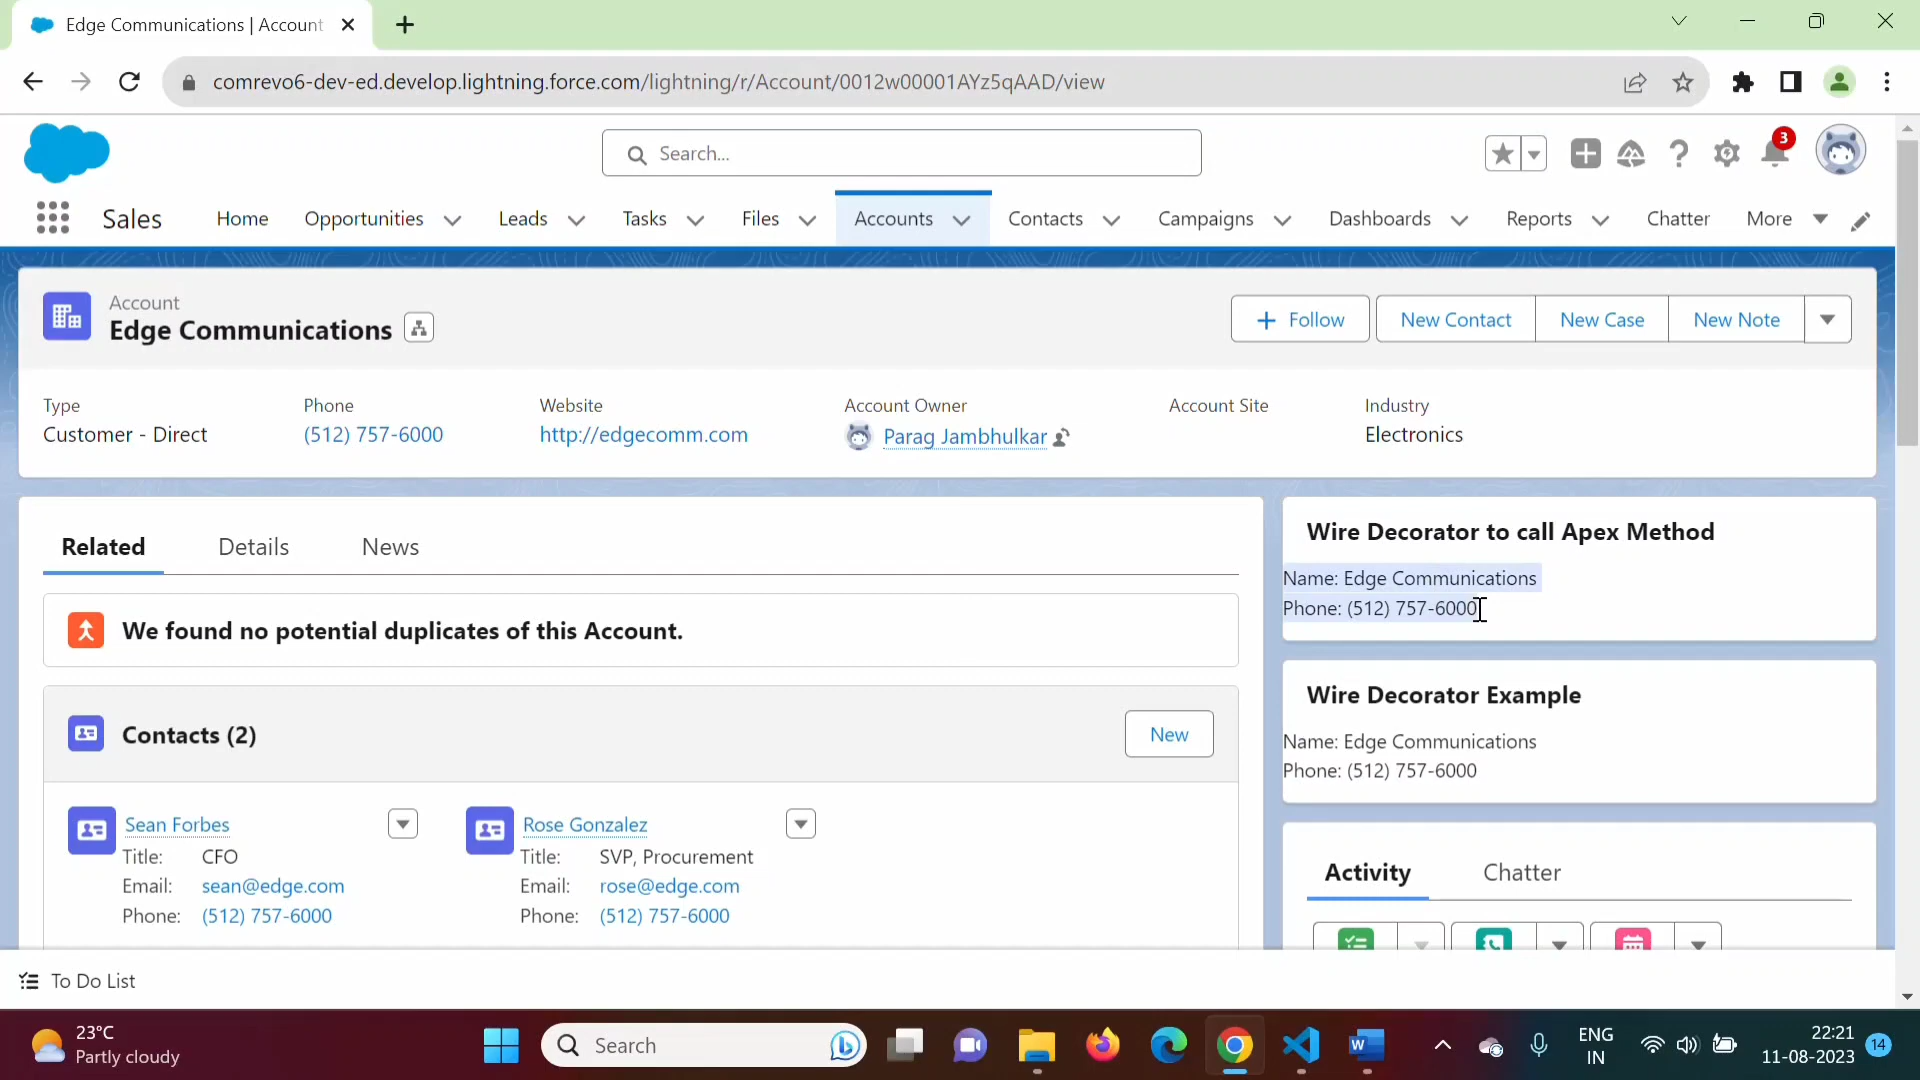 Edge Communications | Account
comrevo6-dev-ed.develop.lightning.force.com/lightning/r/Account/0012w00001AYz5qAAD/view
Search...
3
Sales
Home
Opportunities
Leads
Tasks
Files
Accounts
Contacts
Campaigns
Dashboards
Reports
Chatter
More
Account
Edge Communications
Follow
New Contact
New Case
New Note
Type
Customer - Direct
Phone
(512) 757-6000
Website
http://edgecomm.com
Account Owner
Parag Jambhulkar
Account Site
Industry
Electronics
Related
Details
News
We found no potential duplicates of this Account.
Contacts (2)
New
Sean Forbes
Title: CFO
Email: sean@edge.com
Phone: (512) 757-6000
Rose Gonzalez
Title: SVP, Procurement
Email: rose@edge.com
Phone: (512) 757-6000
Wire Decorator to call Apex Method
Name: Edge Communications
Phone: (512) 757-6000
Wire Decorator Example
Name: Edge Communications
Phone: (512) 757-6000
Activity
Chatter
To Do List
23°C
Partly cloudy
Search
ENG
IN
22:21
11-08-2023
14